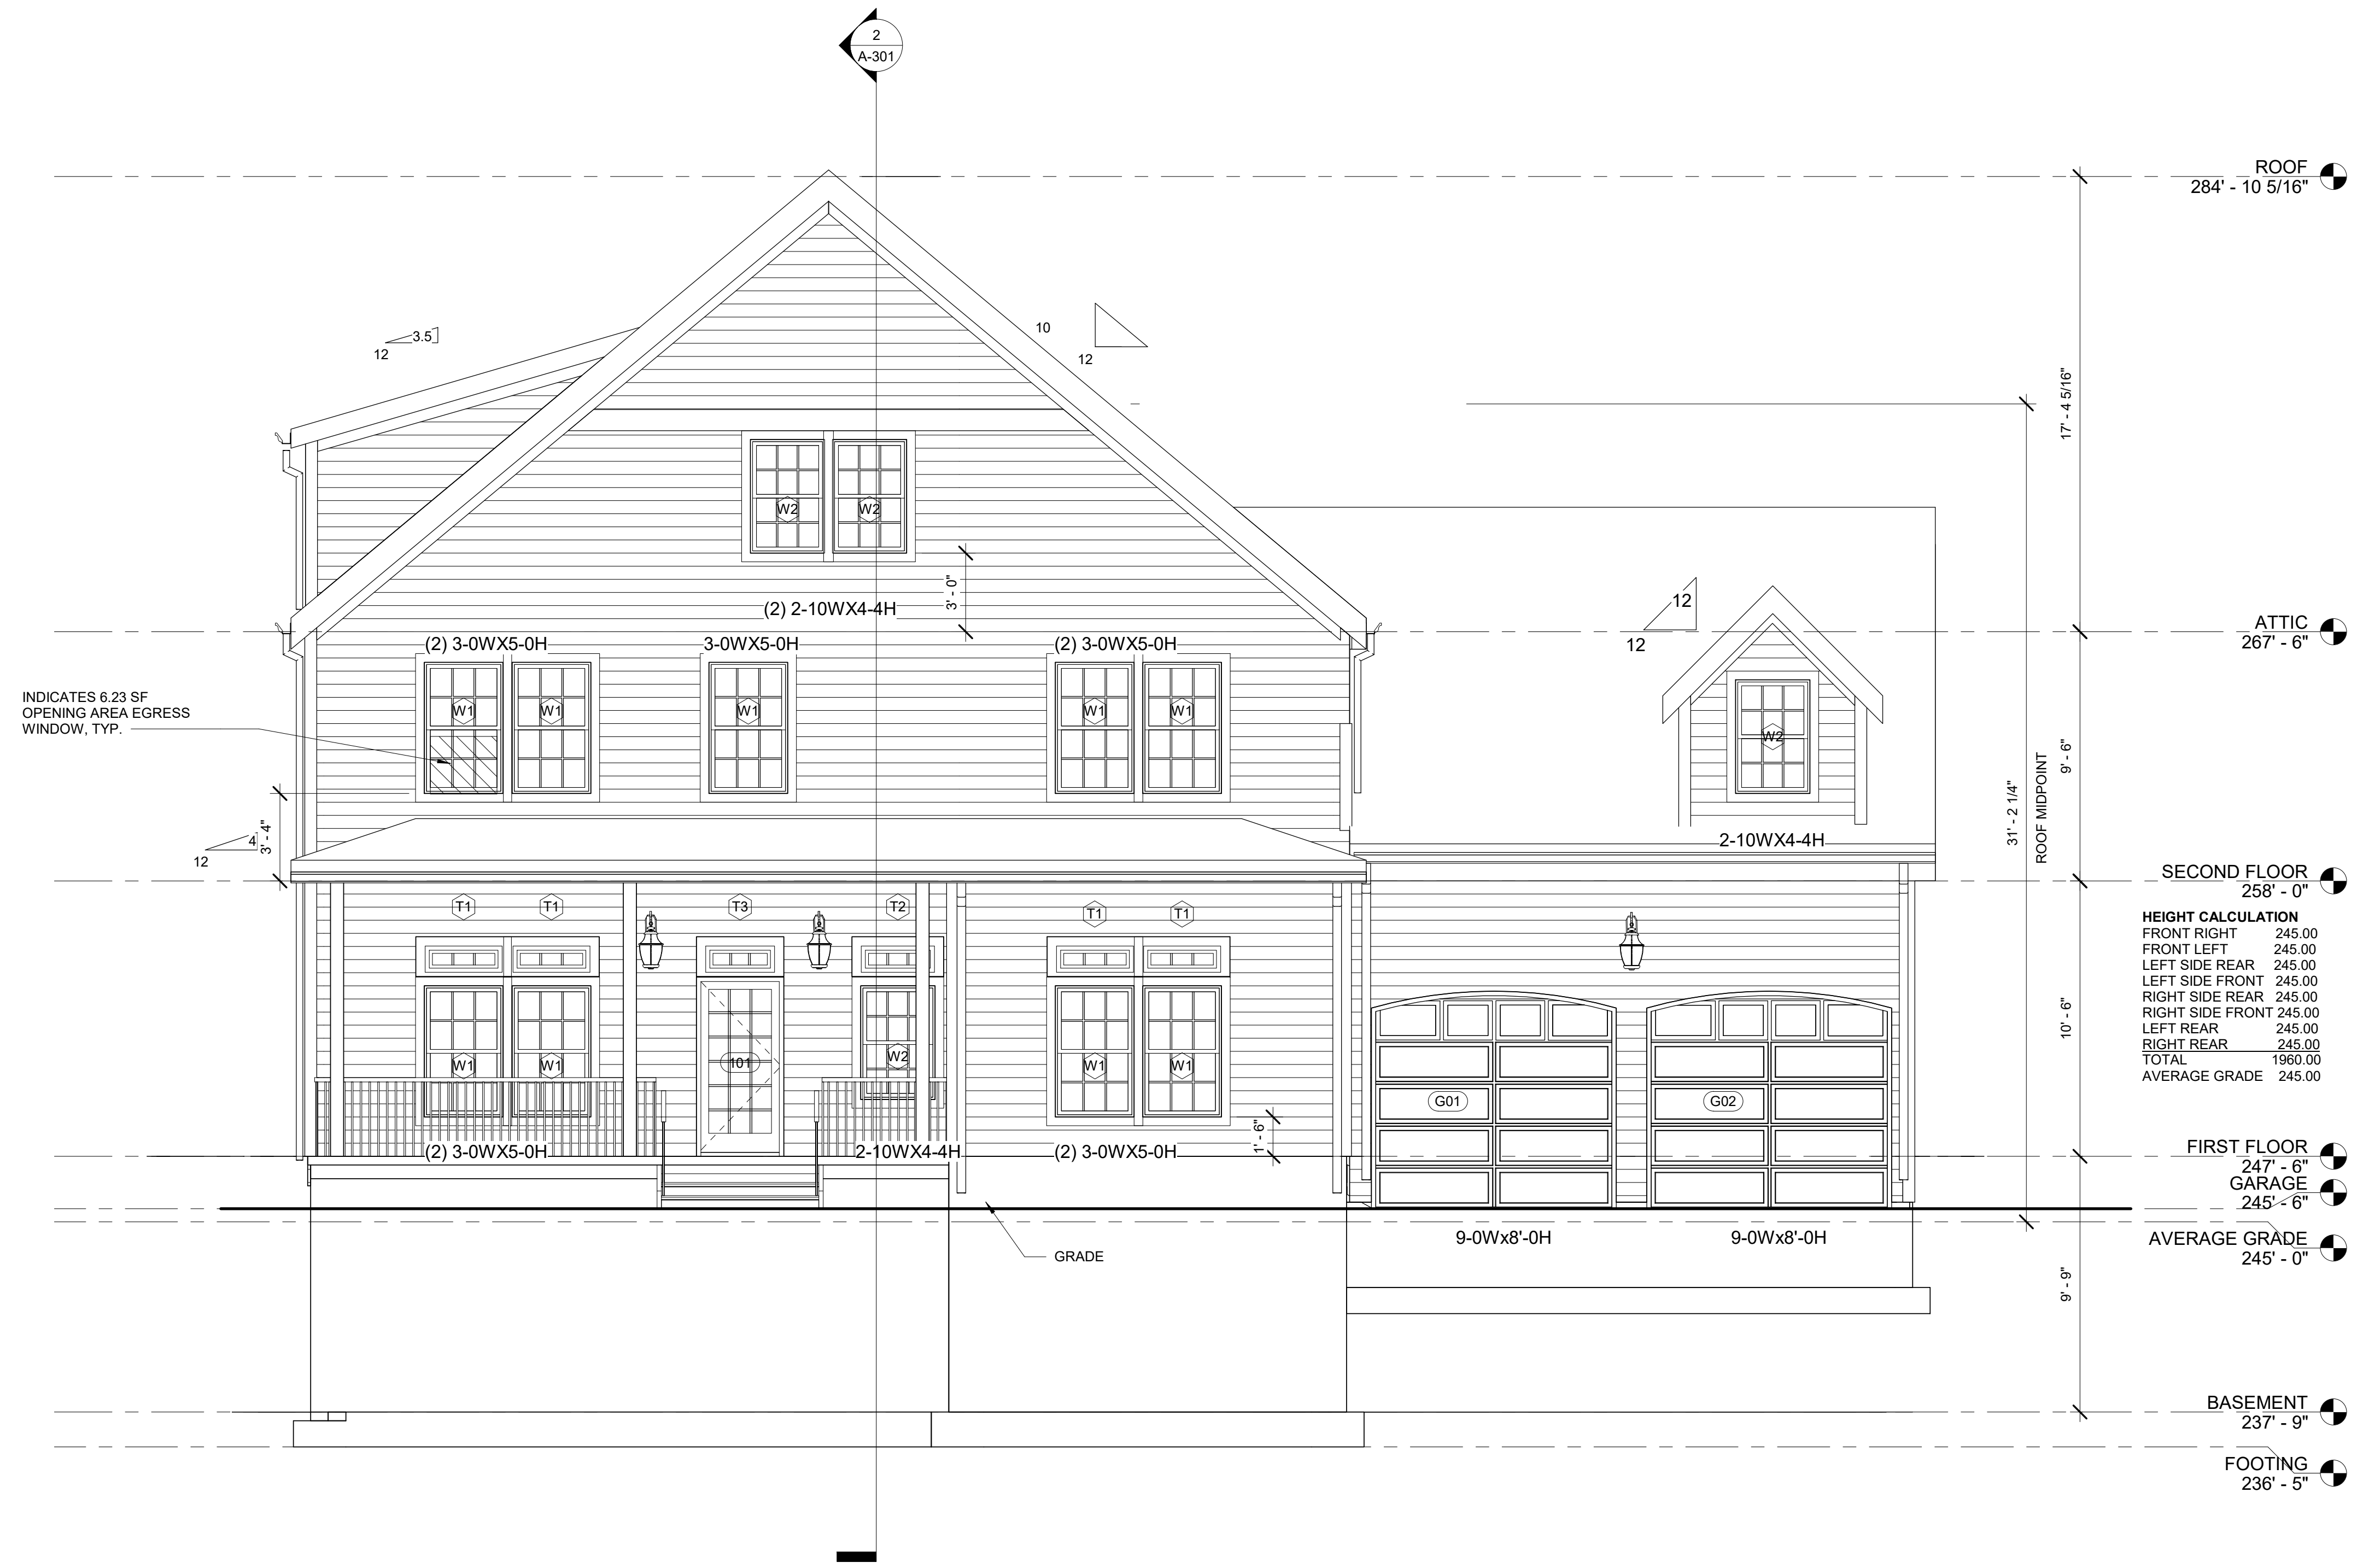 2
A-301
ROOF
284' - 10 5/16"
3.5
12
10
12
17' - 4 5/16"
W2
W2
3' - 0"
(2) 2-10WX4-4H
12
12
ATTIC
267' - 6"
(2) 3-0WX5-0H
3-0WX5-0H
(2) 3-0WX5-0H
INDICATES 6.23 SF
OPENING AREA EGRESS
WINDOW, TYP.
W1
W1
W1
W1
W1
W2
9' - 6"
31' - 2 1/4"
ROOF MIDPOINT
3' - 4"
4
12
2-10WX4-4H
SECOND FLOOR
258' - 0"
T1
T1
T3
T2
T1
T1
HEIGHT CALCULATION
FRONT RIGHT 245.00
FRONT LEFT 245.00
LEFT SIDE REAR 245.00
LEFT SIDE FRONT 245.00
RIGHT SIDE REAR 245.00
RIGHT SIDE FRONT 245.00
LEFT REAR 245.00
RIGHT REAR 245.00
TOTAL 1960.00
AVERAGE GRADE 245.00
10' - 6"
W1
W1
101
W2
W1
W1
G01
G02
1' - 6"
(2) 3-0WX5-0H
2-10WX4-4H
(2) 3-0WX5-0H
FIRST FLOOR
247' - 6"
GARAGE
245' - 6"
9-0Wx8'-0H
9-0Wx8'-0H
AVERAGE GRADE
245' - 0"
GRADE
9' - 9"
BASEMENT
237' - 9"
FOOTING
236' - 5"